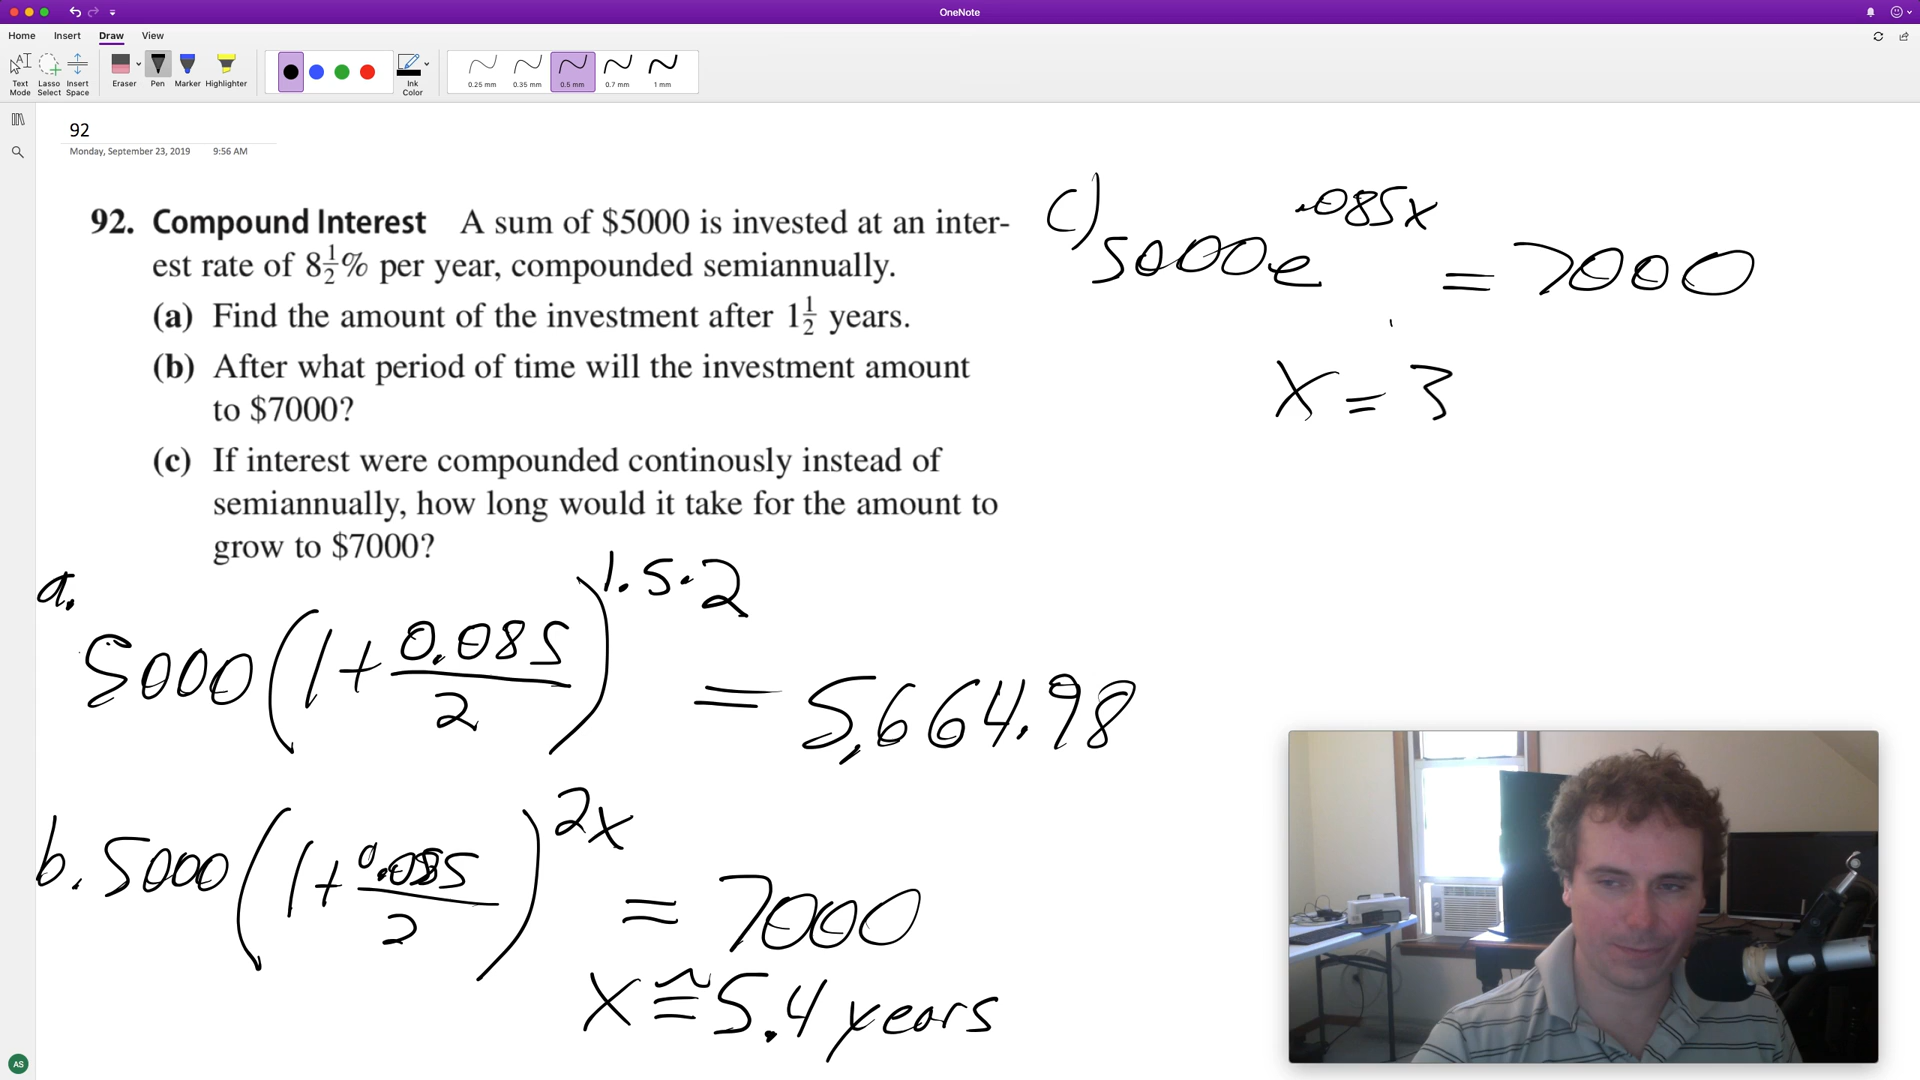 OneNote
Home Insert Draw View
Text Mode Lasso Select Insert Space Eraser Pen Marker Highlighter Ink Color 0.25 mm 0.35 mm 0.5 mm 0.7 mm 1 mm
92
Monday, September 23, 2019 9:56 AM
92. Compound Interest A sum of $5000 is invested at an inter-
est rate of 8½% per year, compounded semiannually.
(a) Find the amount of the investment after 1½ years.
(b) After what period of time will the investment amount
to $7000?
(c) If interest were compounded continously instead of
semiannually, how long would it take for the amount to
grow to $7000?
a. 5000(1+0.085/2)^1.5·2 = 5,664.98
b. 5000(1+0.085/2)^2x = 7000
x ≅ 5.4 years
c) 5000e^.085x = 7000
x = 3
AS